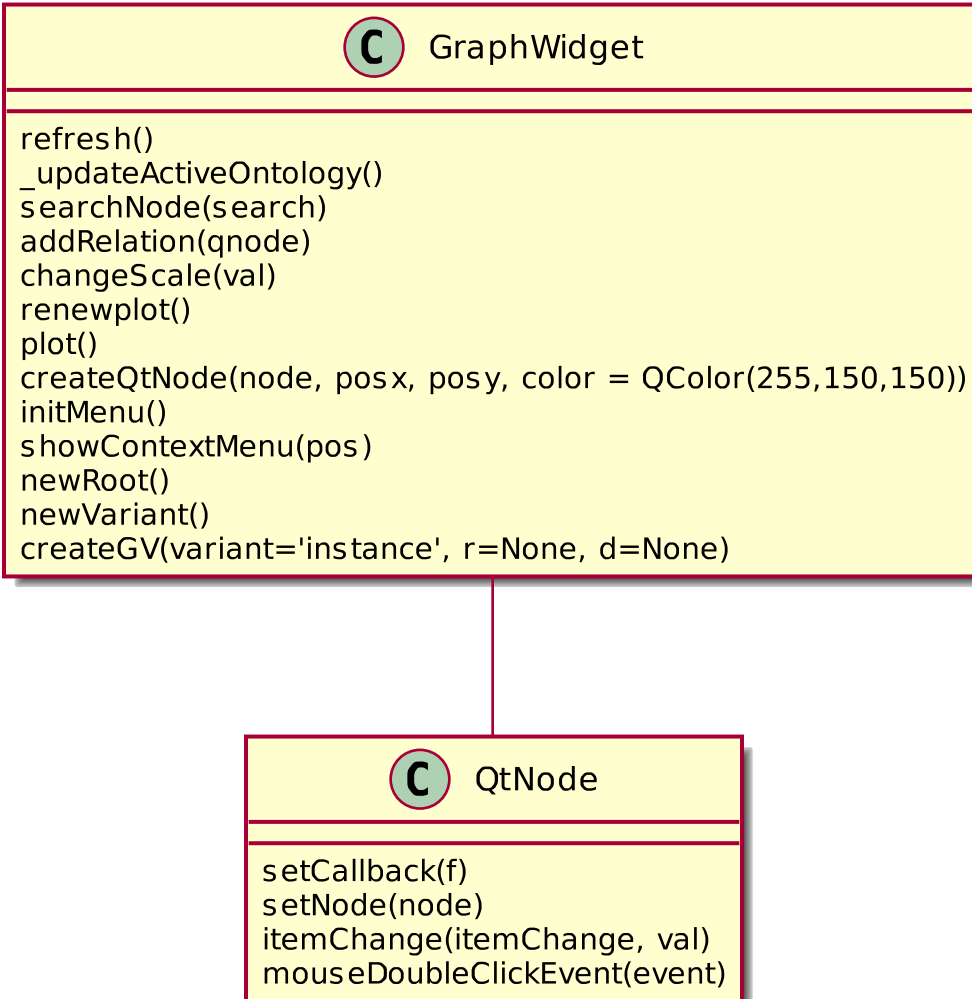 C GraphWidget
refresh()
_updateActiveOntology()
searchNode(search)
addRelation(qnode)
changeScale(val)
renewplot()
plot()
createQtNode(node, posx, posy, color = QColor(255,150,150))
initMenu()
showContextMenu(pos)
newRoot()
newVariant()
createGV(variant='instance', r=None, d=None)
C QtNode
setCallback(f)
setNode(node)
itemChange(itemChange, val)
mouseDoubleClickEvent(event)